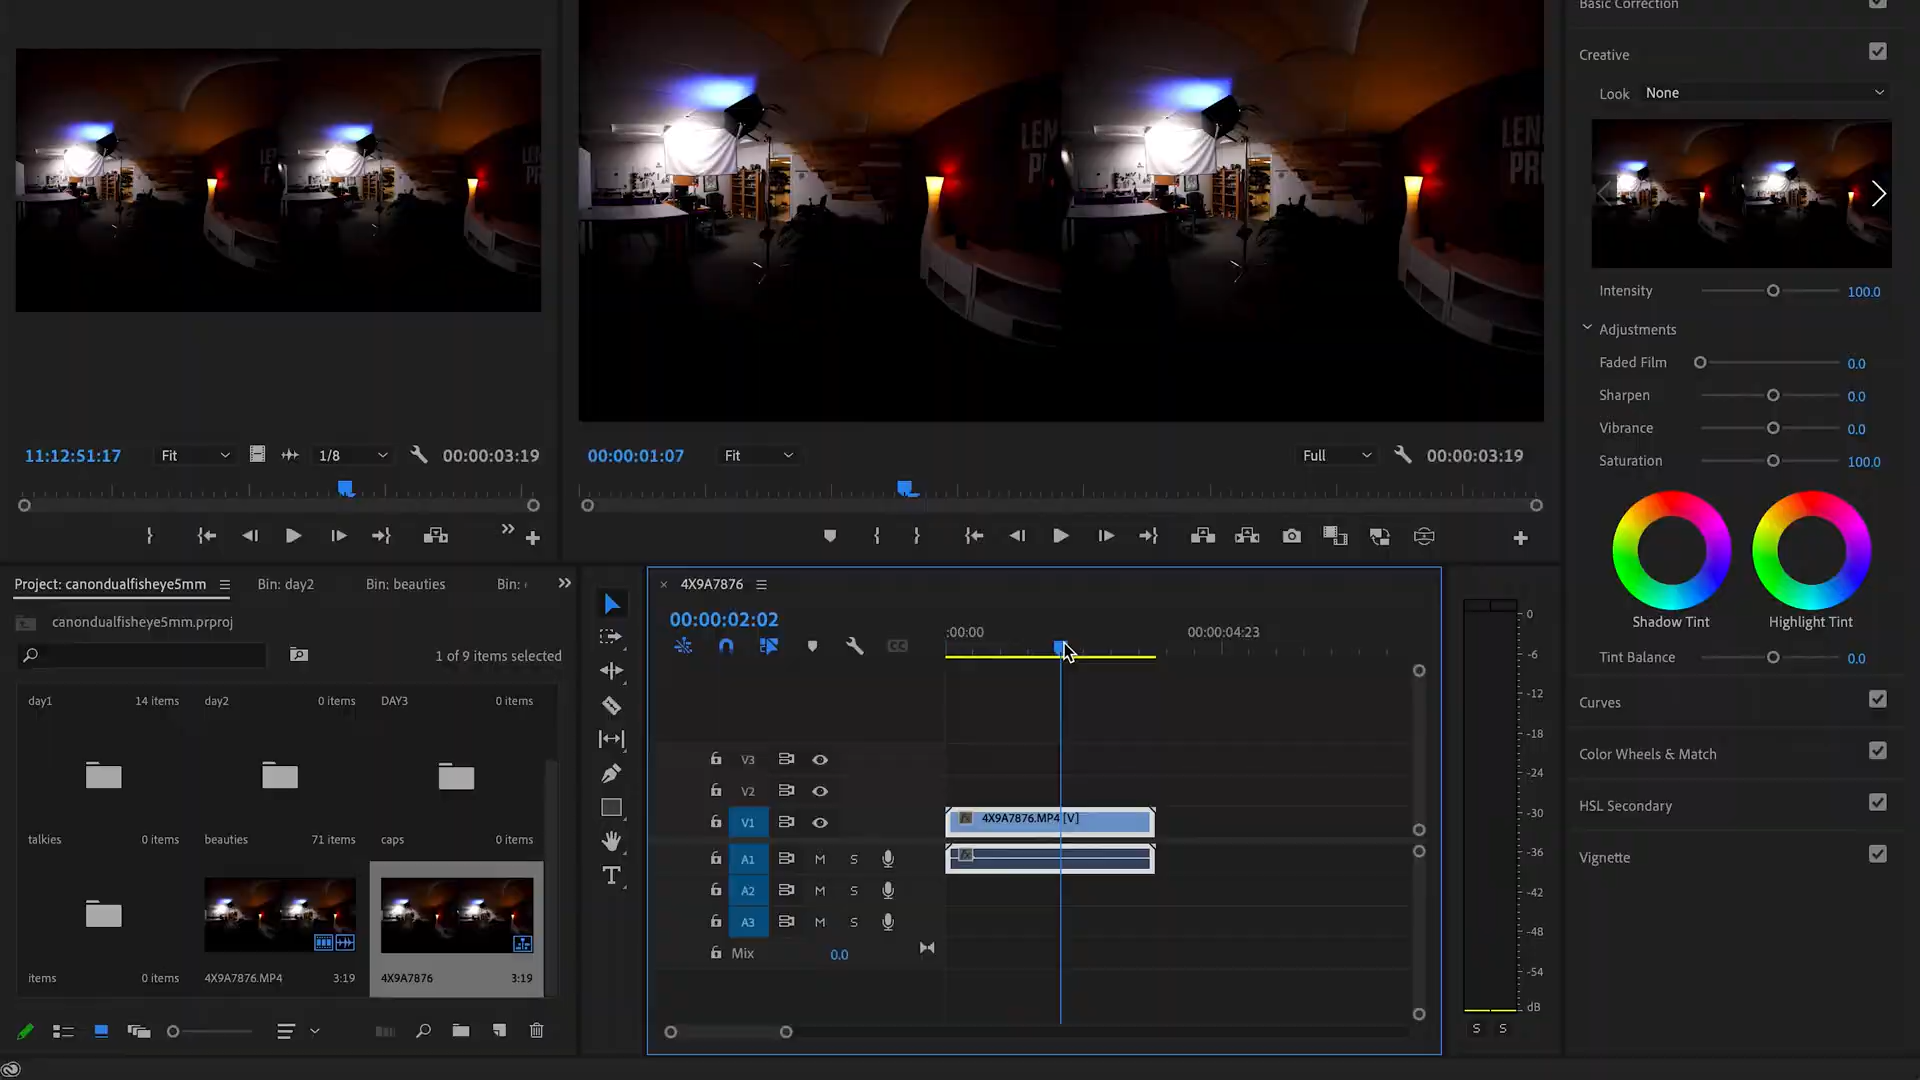 Basic Correction
Creative
Look None
LEN
PR
LEN
PR
Intensity 100.0
Adjustments
Faded Film 0.0
Sharpen 0.0
Vibrance 0.0
Saturation 100.0
Shadow Tint Highlight Tint
Tint Balance 0.0
Curves
Color Wheels & Match
HSL Secondary
Vignette
11:12:51:17 Fit 1/8 00:00:03:19
00:00:01:07 Fit Full 00:00:03:19
Project: canondualfisheye5mm Bin: day2 Bin: beauties Bin:
canondualfisheye5mm.prproj
1 of 9 items selected
day1 14 items day2 0 items DAY3 0 items
talkies 0 items beauties 71 items caps 0 items
items 0 items 4X9A7876.MP4 3:19 4X9A7876 3:19
4X9A7876
00:00:02:02
:00:00 00:00:04:23
V3
V2
V1 4X9A7876.MP4 [V]
A1 M S
A2 M S
A3 M S
Mix 0.0
0
-6
-12
-18
-24
-30
-36
-42
-48
-54
dB
S S